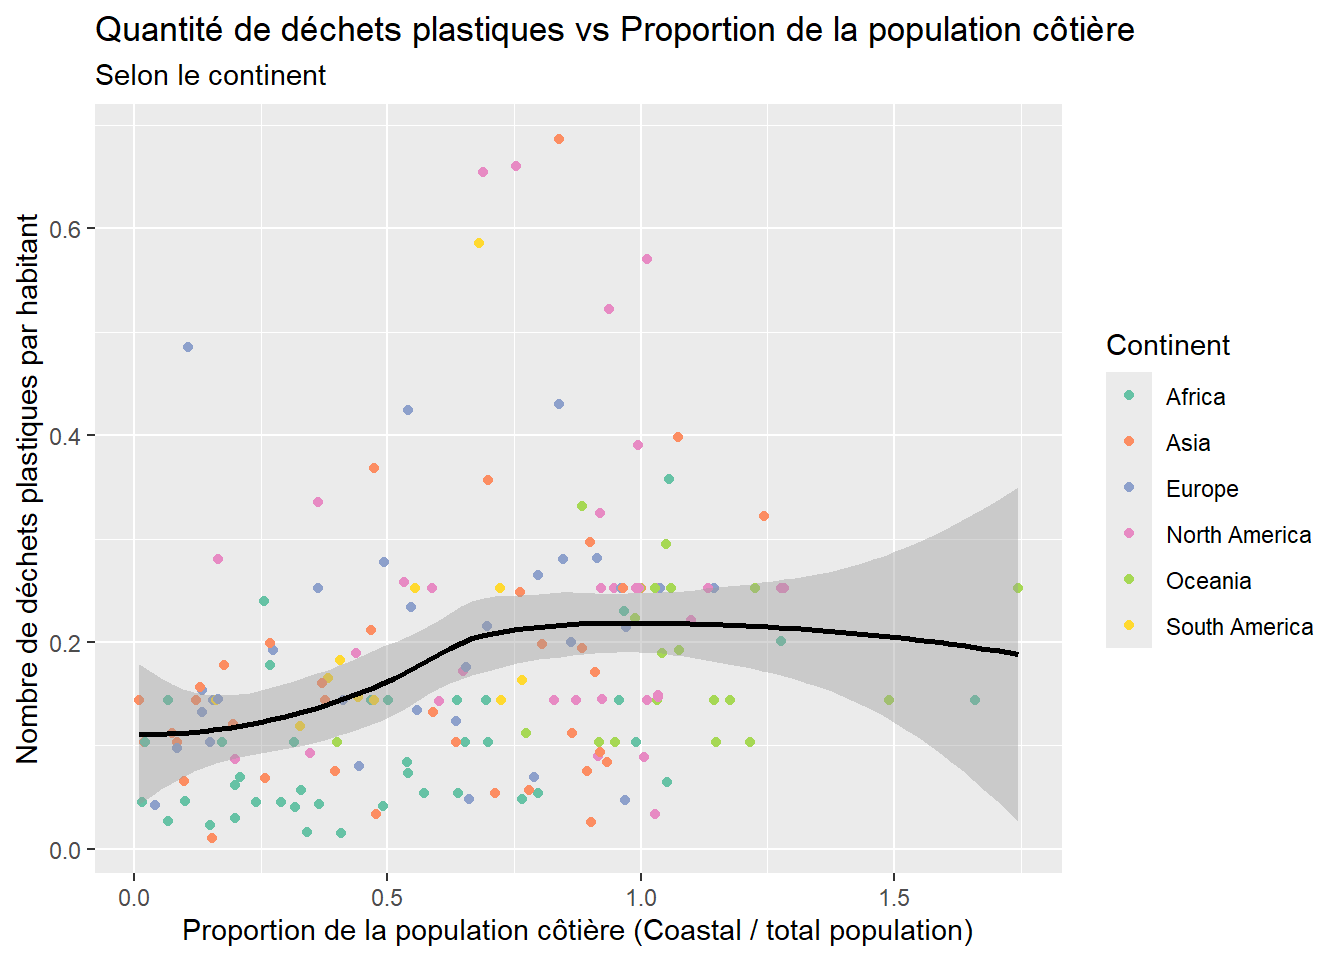 Quantité de déchets plastiques vs Proportion de la population côtière
Selon le continent
Nombre de déchets plastiques par habitant
0.6
0.4
0.2
0.0
0.0 0.5 1.0 1.5
Proportion de la population côtière (Coastal / total population)
Continent
Africa
Asia
Europe
North America
Oceania
South America